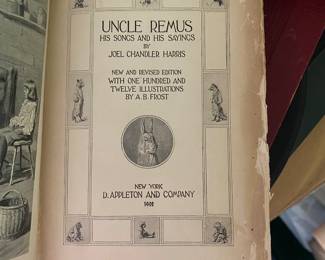 UNCLE REMUS
HIS SONGS AND HIS SAYINGS
BY
JOEL CHANDLER HARRIS
NEW AND REVISED EDITION
WITH ONE HUNDRED AND
TWELVE ILLUSTRATIONS
BY A. B. FROST
NEW YORK
D. APPLETON AND COMPANY